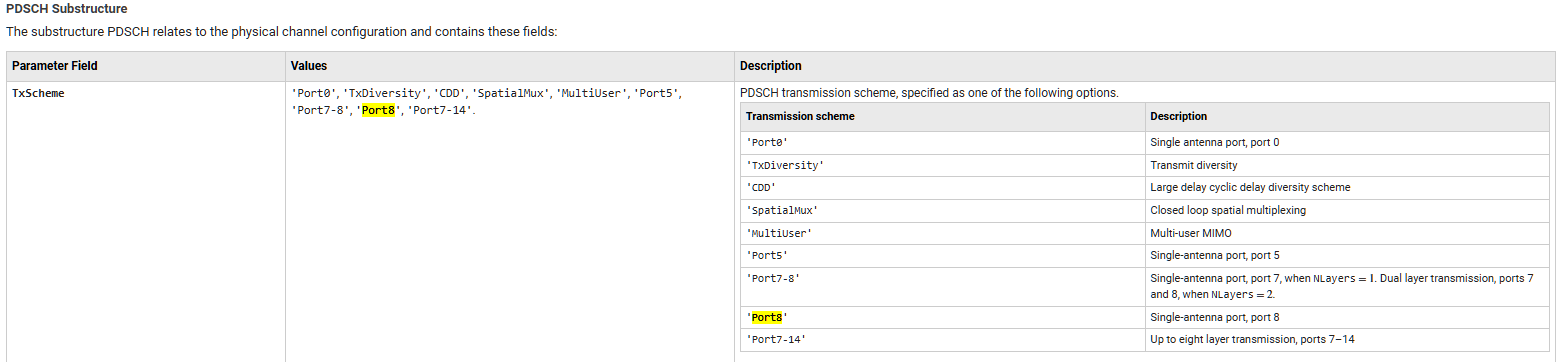 PDSCH Substructure
The substructure PDSCH relates to the physical channel configuration and contains these fields:
Parameter Field Values Description
TxScheme 'Port0', 'TxDiversity', 'CDD', 'SpatialMux', 'MultiUser', 'Port5',
'Port7-8', 'Port8', 'Port7-14'.
PDSCH transmission scheme, specified as one of the following options.
Transmission scheme Description
'Port0' Single antenna port, port 0
'TxDiversity' Transmit diversity
'CDD' Large delay cyclic delay diversity scheme
'SpatialMux' Closed loop spatial multiplexing
'MultiUser' Multi-user MIMO
'Port5' Single-antenna port, port 5
'Port7-8' Single-antenna port, port 7, when NLayers = 1. Dual layer transmission, ports 7
and 8, when NLayers = 2.
'Port8' Single-antenna port, port 8
'Port7-14' Up to eight layer transmission, ports 7–14